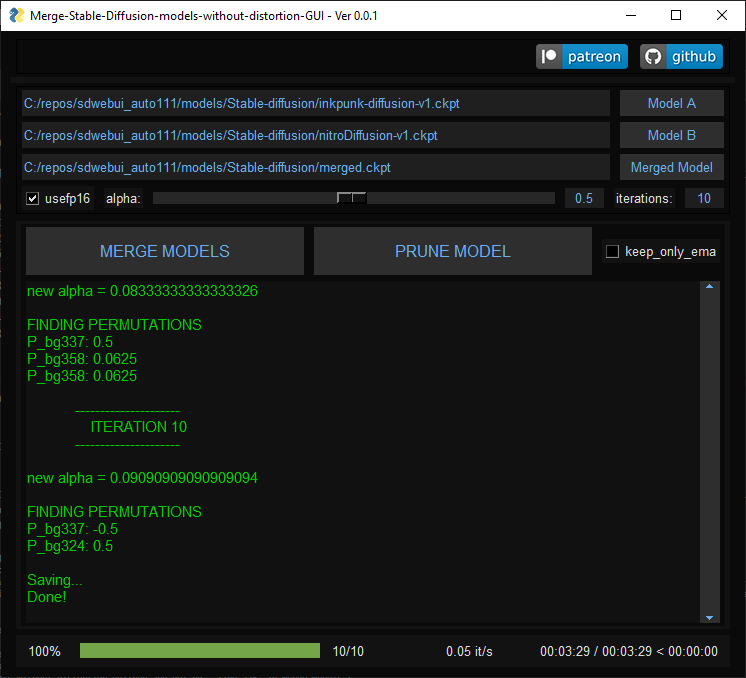 Merge-Stable-Diffusion-models-without-distortion-GUI - Ver 0.0.1
patreon github
C:/repos/sdwebui_auto111/models/Stable-diffusion/inkpunk-diffusion-v1.ckpt Model A
C:/repos/sdwebui_auto111/models/Stable-diffusion/nitroDiffusion-v1.ckpt Model B
C:/repos/sdwebui_auto111/models/Stable-diffusion/merged.ckpt Merged Model
usefp16 alpha: 0.5 iterations: 10
MERGE MODELS PRUNE MODEL keep_only_ema
new alpha = 0.08333333333333326
FINDING PERMUTATIONS
P_bg337: 0.5
P_bg358: 0.0625
P_bg358: 0.0625
---------------------
ITERATION 10
---------------------
new alpha = 0.09090909090909094
FINDING PERMUTATIONS
P_bg337: -0.5
P_bg324: 0.5
Saving...
Done!
100% 10/10 0.05 it/s 00:03:29 / 00:03:29 < 00:00:00